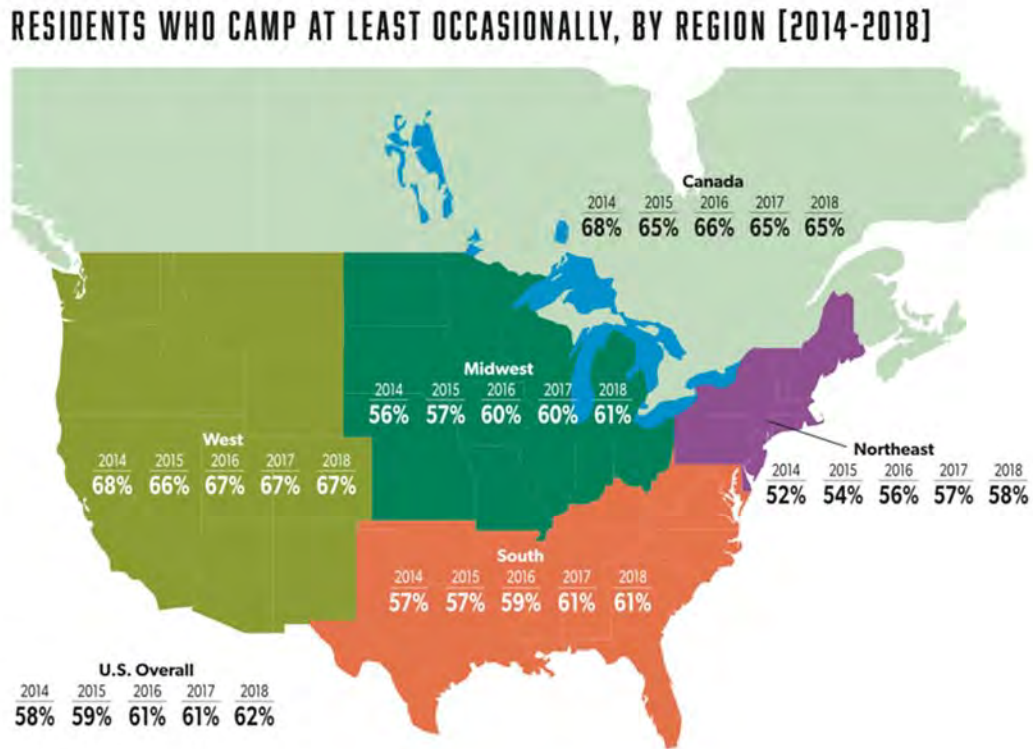 RESIDENTS WHO CAMP AT LEAST OCCASIONALLY, BY REGION [2014-2018]
Canada
2014 2015 2016 2017 2018
68% 65% 66% 65% 65%
Midwest
2014 2015 2016 2017 2018
56% 57% 60% 60% 61%
West
2014 2015 2016 2017 2018
68% 66% 67% 67% 67%
Northeast
2014 2015 2016 2017 2018
52% 54% 56% 57% 58%
South
2014 2015 2016 2017 2018
57% 57% 59% 61% 61%
U.S. Overall
2014 2015 2016 2017 2018
58% 59% 61% 61% 62%